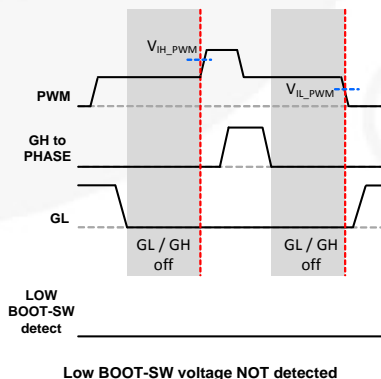 V_IH_PWM
V_IL_PWM
PWM
GH to
PHASE
GL
GL / GH
off
GL / GH
off
LOW
BOOT-SW
detect
Low BOOT-SW voltage NOT detected